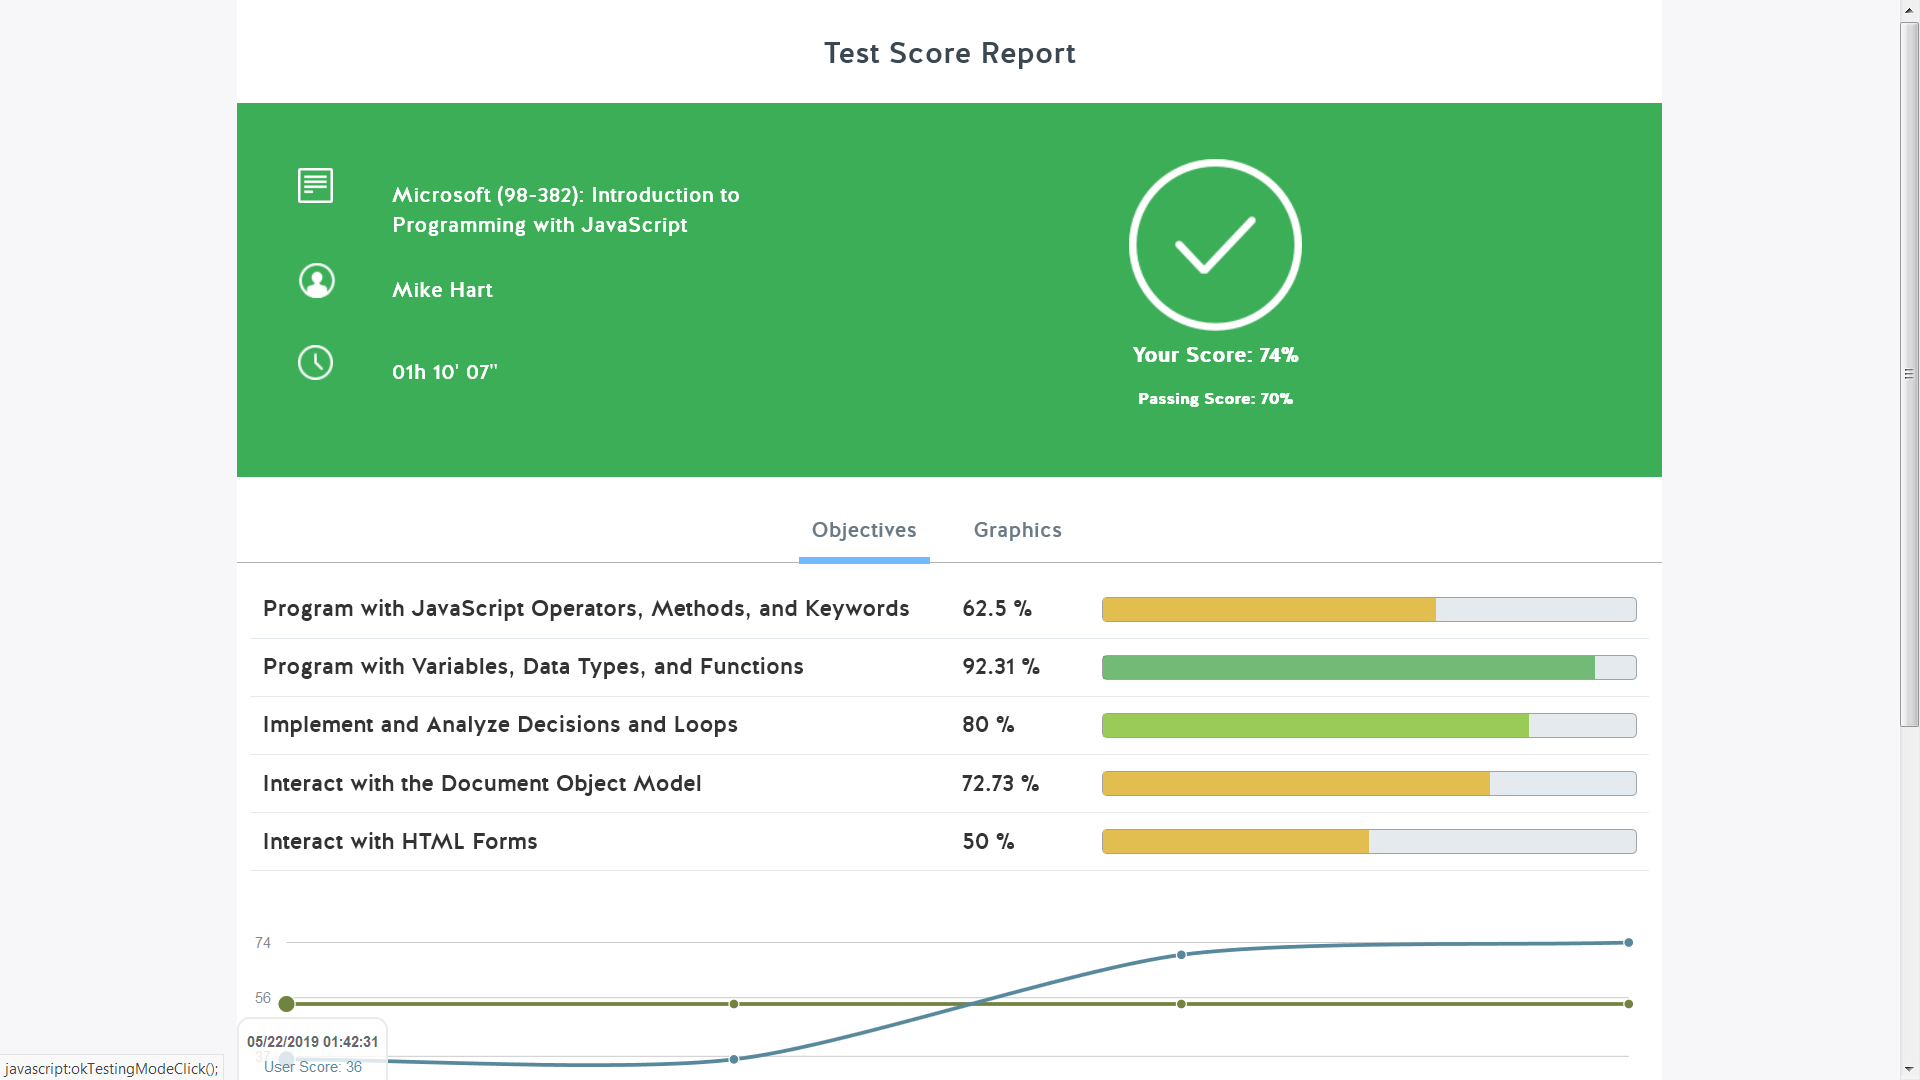 Test Score Report
Microsoft (98-382): Introduction to
Programming with JavaScript
Mike Hart
01h 10' 07"
Your Score: 74%
Passing Score: 70%
Objectives
Graphics
Program with JavaScript Operators, Methods, and Keywords 62.5 %
Program with Variables, Data Types, and Functions 92.31 %
Implement and Analyze Decisions and Loops 80 %
Interact with the Document Object Model 72.73 %
Interact with HTML Forms 50 %
74
56
05/22/2019 01:42:31
37
User Score: 36
javascript:okTestingModeClick();